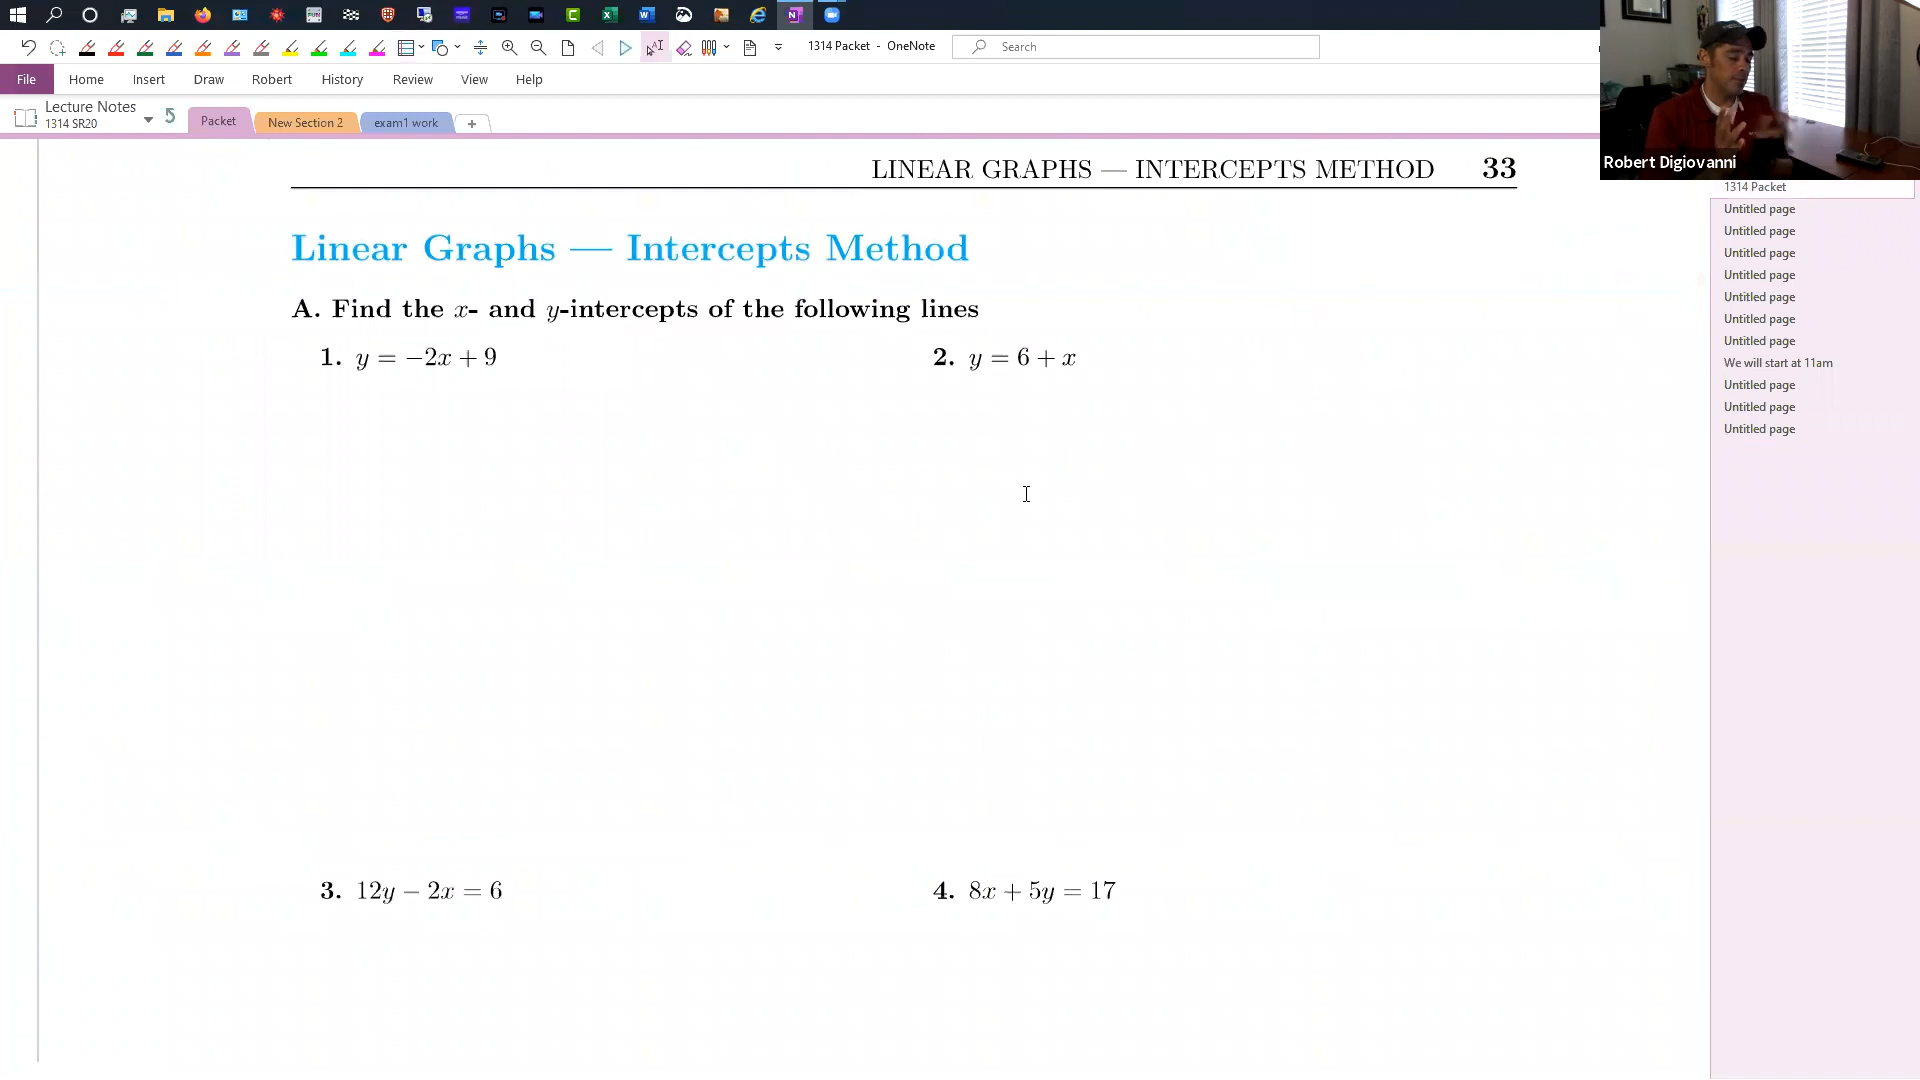 1314 Packet - OneNote
Search
File Home Insert Draw Robert History Review View Help
Lecture Notes
1314 SR20
Packet
New Section 2
exam1 work
Robert Digiovanni
LINEAR GRAPHS — INTERCEPTS METHOD 33
Linear Graphs — Intercepts Method
A. Find the x- and y-intercepts of the following lines
1. y = −2x + 9
2. y = 6 + x
3. 12y − 2x = 6
4. 8x + 5y = 17
1314 Packet
Untitled page
Untitled page
Untitled page
Untitled page
Untitled page
Untitled page
Untitled page
We will start at 11am
Untitled page
Untitled page
Untitled page